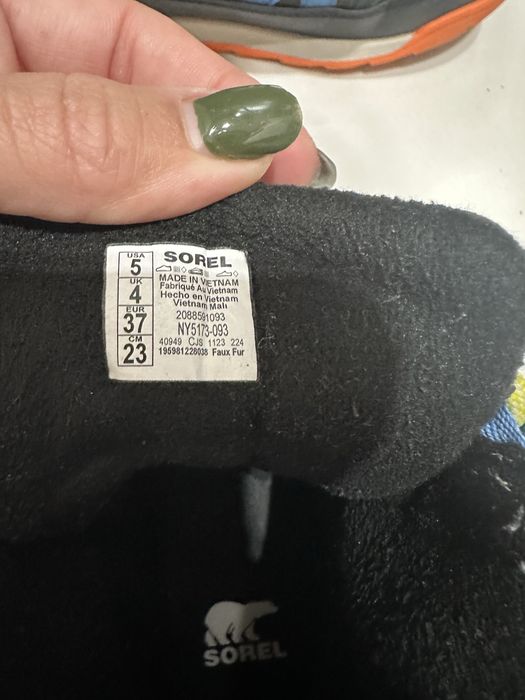 USA
5
UK
4
EUR
37
CM
23
SOREL
MADE IN VIETNAM
Fabriqué Au Vietnam
Hecho en Vietnam
Vietnam Malı
2088591093
NY5173-093
40949 CJS 1123 224
195981228038 Faux Fur
SOREL